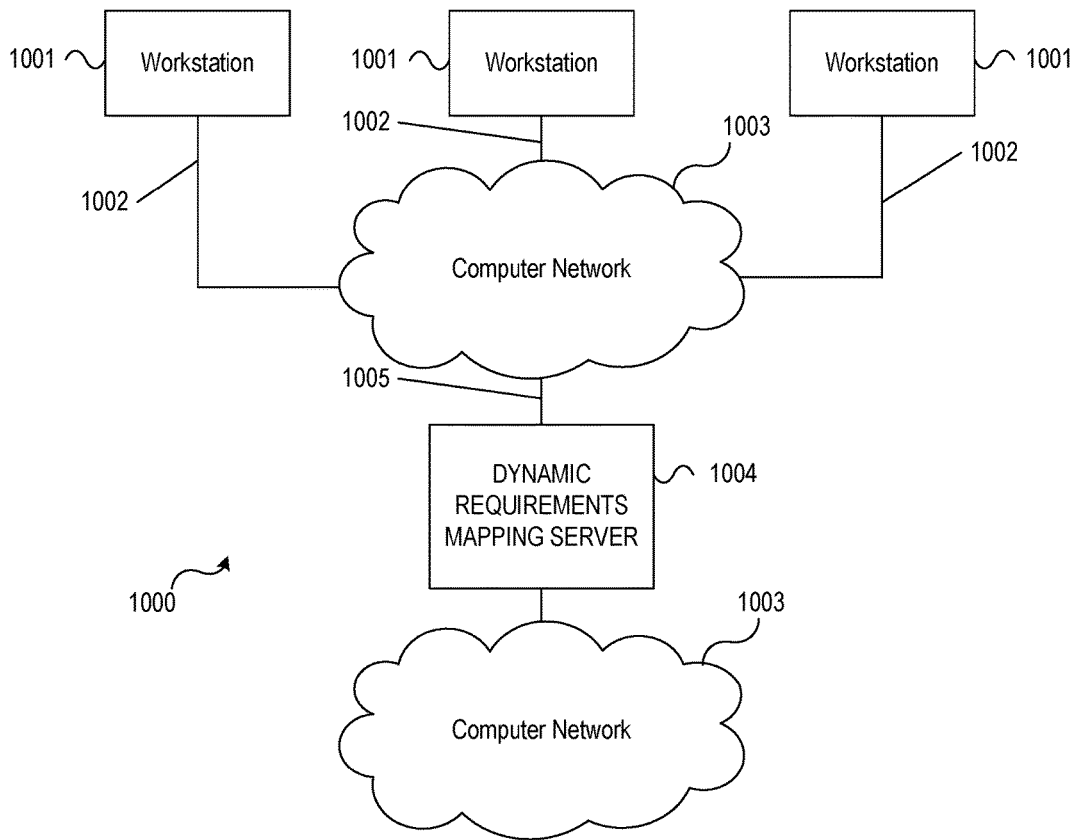 1001
Workstation
1001
Workstation
Workstation
1001
1002
1003
1002
1002
Computer Network
1005
DYNAMIC
REQUIREMENTS
MAPPING SERVER
1004
1000
1003
Computer Network